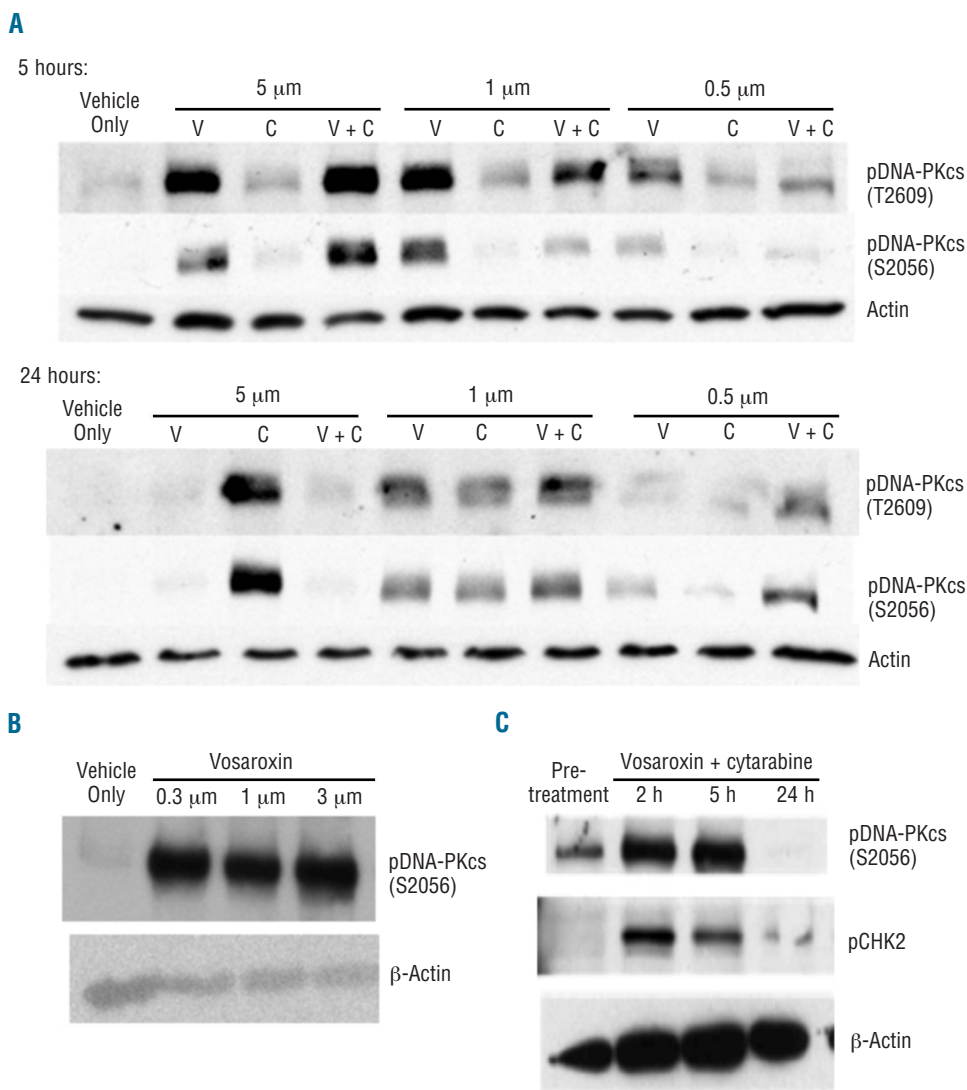 A
5 hours:
Vehicle
Only
5 μm
1 μm
0.5 μm
V C V + C V C V + C V C V + C
pDNA-PKcs
(T2609)
pDNA-PKcs
(S2056)
Actin
24 hours:
Vehicle
Only
5 μm
1 μm
0.5 μm
V C V + C V C V + C V C V + C
pDNA-PKcs
(T2609)
pDNA-PKcs
(S2056)
Actin
B
Vehicle
Only
Vosaroxin
0.3 μm 1 μm 3 μm
pDNA-PKcs
(S2056)
β-Actin
C
Pre-
treatment
Vosaroxin + cytarabine
2 h 5 h 24 h
pDNA-PKcs
(S2056)
pCHK2
β-Actin